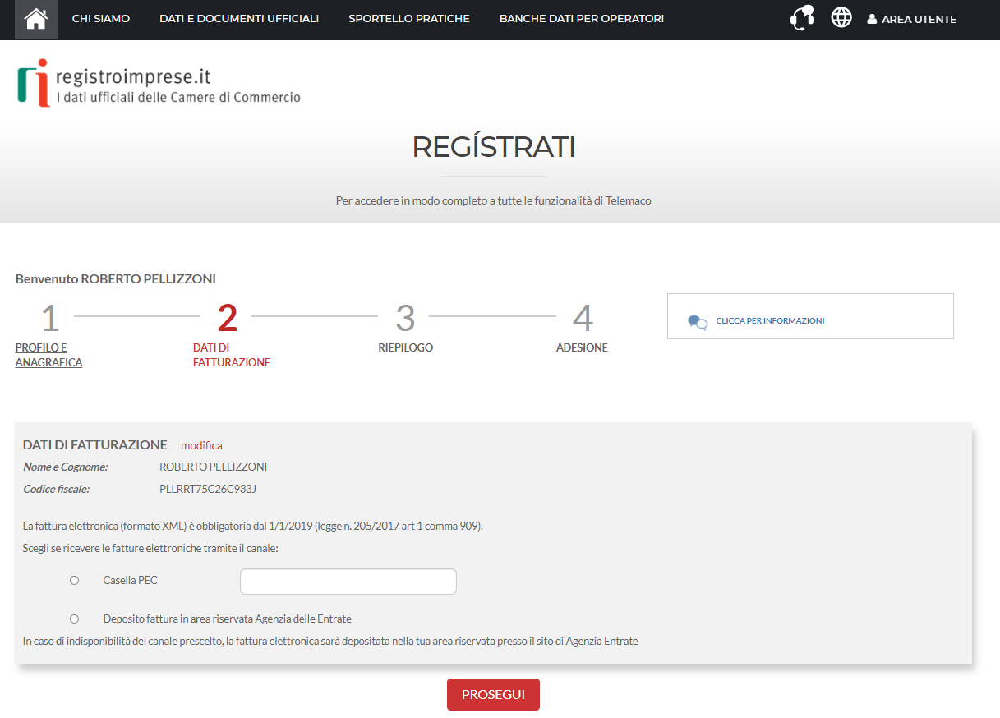 CHI SIAMO DATI E DOCUMENTI UFFICIALI SPORTELLO PRATICHE BANCHE DATI PER OPERATORI AREA UTENTE
registroimprese.it
I dati ufficiali delle Camere di Commercio
REGÍSTRATI
Per accedere in modo completo a tutte le funzionalità di Telemaco
Benvenuto ROBERTO PELLIZZONI
1 2 3 4
PROFILO E ANAGRAFICA
DATI DI FATTURAZIONE
RIEPILOGO
ADESIONE
CLICCA PER INFORMAZIONI
DATI DI FATTURAZIONE modifica
Nome e Cognome: ROBERTO PELLIZZONI
Codice fiscale: PLLRRT75C26C933J
La fattura elettronica (formato XML) è obbligatoria dal 1/1/2019 (legge n. 205/2017 art 1 comma 909).
Scegli se ricevere le fatture elettroniche tramite il canale:
Casella PEC
Deposito fattura in area riservata Agenzia delle Entrate
In caso di indisponibilità del canale prescelto, la fattura elettronica sarà depositata nella tua area riservata presso il sito di Agenzia Entrate
PROSEGUI